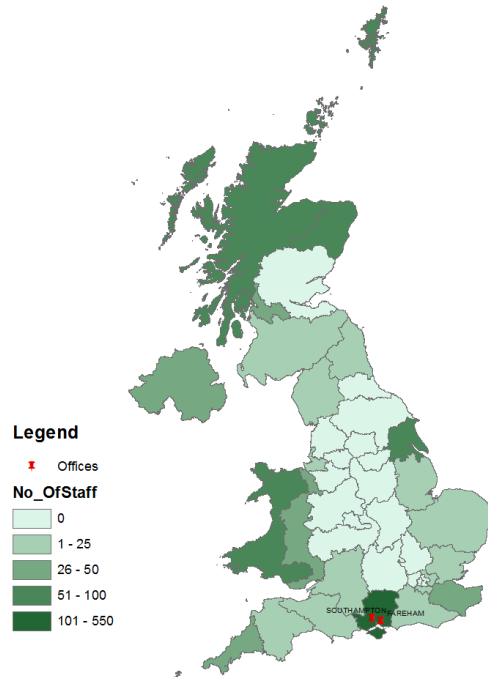 Legend
Offices
No_OfStaff
0
1 - 25
26 - 50
51 - 100
101 - 550
SOUTHAMPTON
FAREHAM